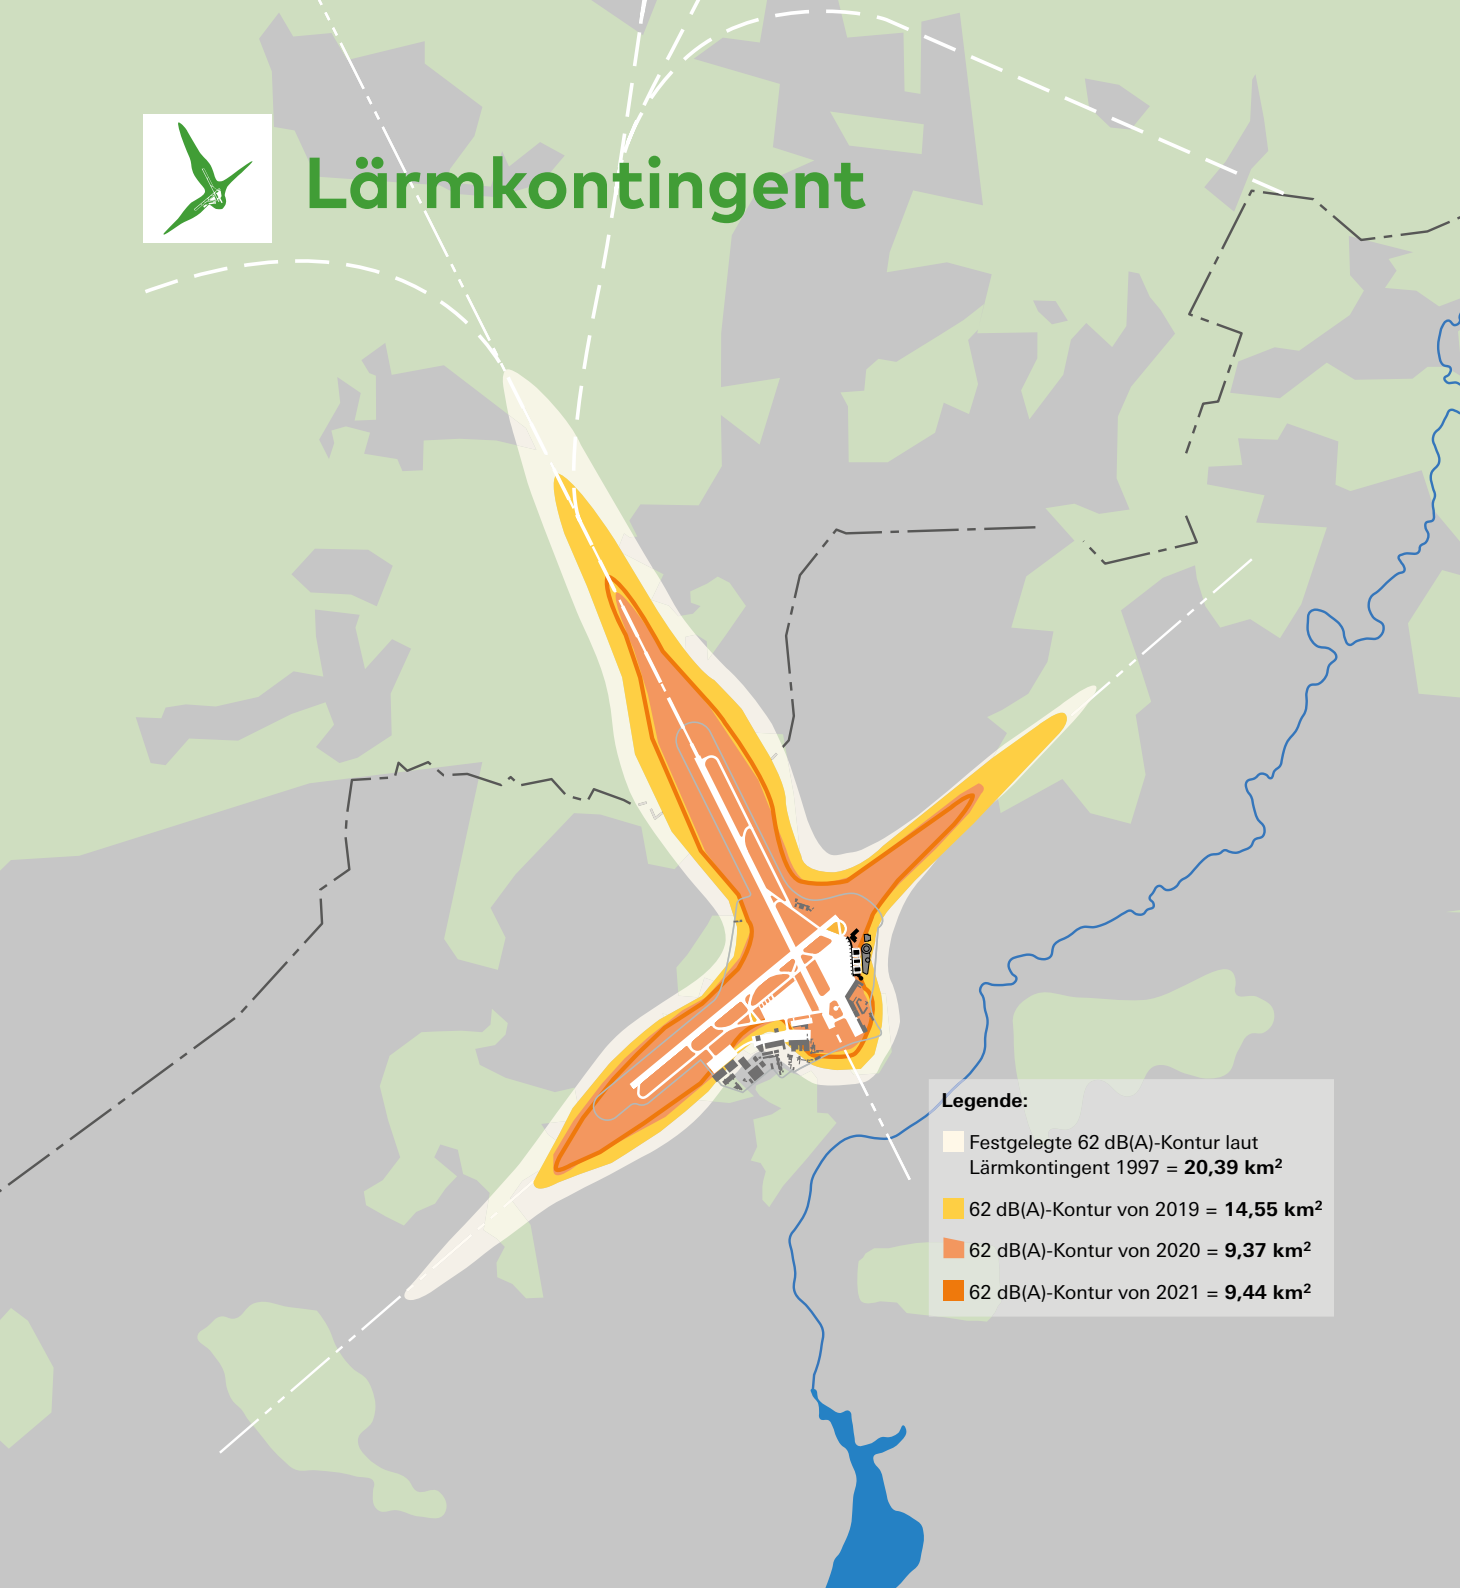 Lärmkontingent
Legende:
Festgelegte 62 dB(A)-Kontur laut
Lärmkontingent 1997 = 20,39 km²
62 dB(A)-Kontur von 2019 = 14,55 km²
62 dB(A)-Kontur von 2020 = 9,37 km²
62 dB(A)-Kontur von 2021 = 9,44 km²